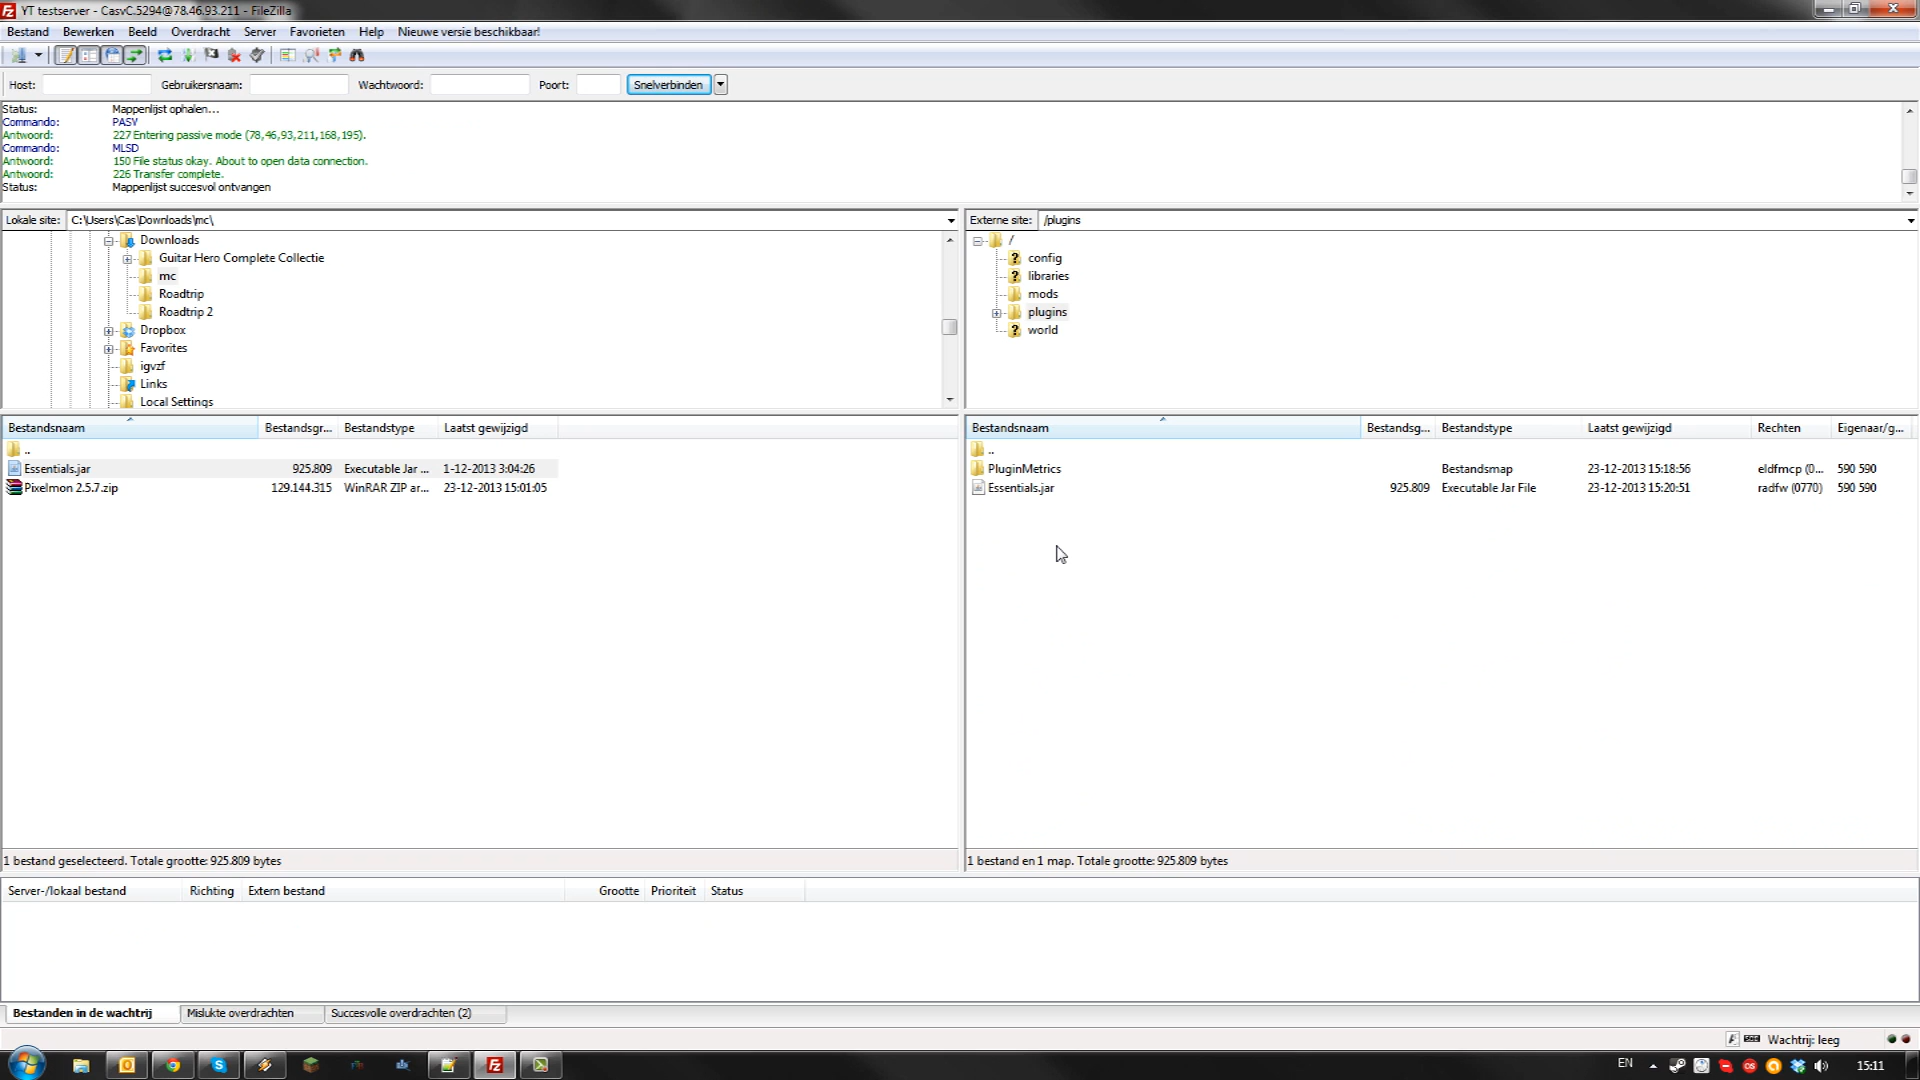 YT testserver - CasvC.5294@78.46.93.211 - FileZilla
Bestand Bewerken Beeld Overdracht Server Favorieten Help Nieuwe versie beschikbaar!
Host: Gebruikersnaam: Wachtwoord: Poort: Snelverbinden
Status: Mappenlijst ophalen...
Commando: PASV
Antwoord: 227 Entering passive mode (78,46,93,211,168,195).
Commando: MLSD
Antwoord: 150 File status okay. About to open data connection.
Antwoord: 226 Transfer complete.
Status: Mappenlijst succesvol ontvangen
Lokale site: C:\Users\Cas\Downloads\mc\
Downloads
Guitar Hero Complete Collectie
mc
Roadtrip
Roadtrip 2
Dropbox
Favorites
igvzf
Links
Local Settings
Externe site: /plugins
/
config
libraries
mods
plugins
world
Bestandsnaam Bestandsgr... Bestandstype Laatst gewijzigd
..
Essentials.jar 925.809 Executable Jar ... 1-12-2013 3:04:26
Pixelmon 2.5.7.zip 129.144.315 WinRAR ZIP ar... 23-12-2013 15:01:05
1 bestand geselecteerd. Totale grootte: 925.809 bytes
Bestandsnaam Bestandsg... Bestandstype Laatst gewijzigd Rechten Eigenaar/g...
..
PluginMetrics Bestandsmap 23-12-2013 15:18:56 eldfmcp (0... 590 590
Essentials.jar 925.809 Executable Jar File 23-12-2013 15:20:51 radfw (0770) 590 590
1 bestand en 1 map. Totale grootte: 925.809 bytes
Server-/lokaal bestand Richting Extern bestand Grootte Prioriteit Status
Bestanden in de wachtrij Mislukte overdrachten Succesvolle overdrachten (2)
Wachtrij: leeg
EN 15:11